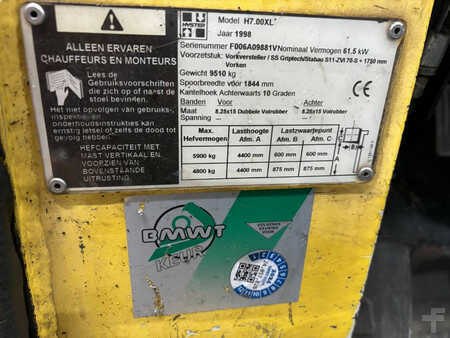 ALLEEN ERVAREN
CHAUFFEURS EN MONTEURS
Lees de
Gebruiksvoorschriften
die zich op of naast de
stoel bevinden.
Het niet opvolgen van gebruiks-,
inspectie- en
onderhoudsinstructies kan
ernstig letsel of zelfs de dood tot
gevolg hebben.
HEFCAPACITEIT MET
MAST VERTIKAAL EN
VOORZIEN VAN
BOVENSTAANDE
UITRUSTING.
HYSTER
Model H7.00XL
Jaar 1998
Serienummer F006A09881V Nominaal Vermogen 61.5 kW
Voorzetstuk: Vorkversteller / SS Griptech/Stabau S11-ZVI 70-S + 1750 mm
Vorken
Gewicht 9510 kg
Spoorbreedte vóór 1844 mm
Kantelhoek Achterwaarts 10 Graden
Banden Voor Achter
Maat 8.25x15 Dubbele Volrubber 8.25x15 Volrubber
Spanning --- ---
Max. Hefvermogen Lasthoogte Afm. A Lastzwaartepunt Afm. B Afm. C
5900 kg 4400 mm 600 mm 600 mm
4800 kg 4400 mm 875 mm 875 mm
BMWT
KEUR